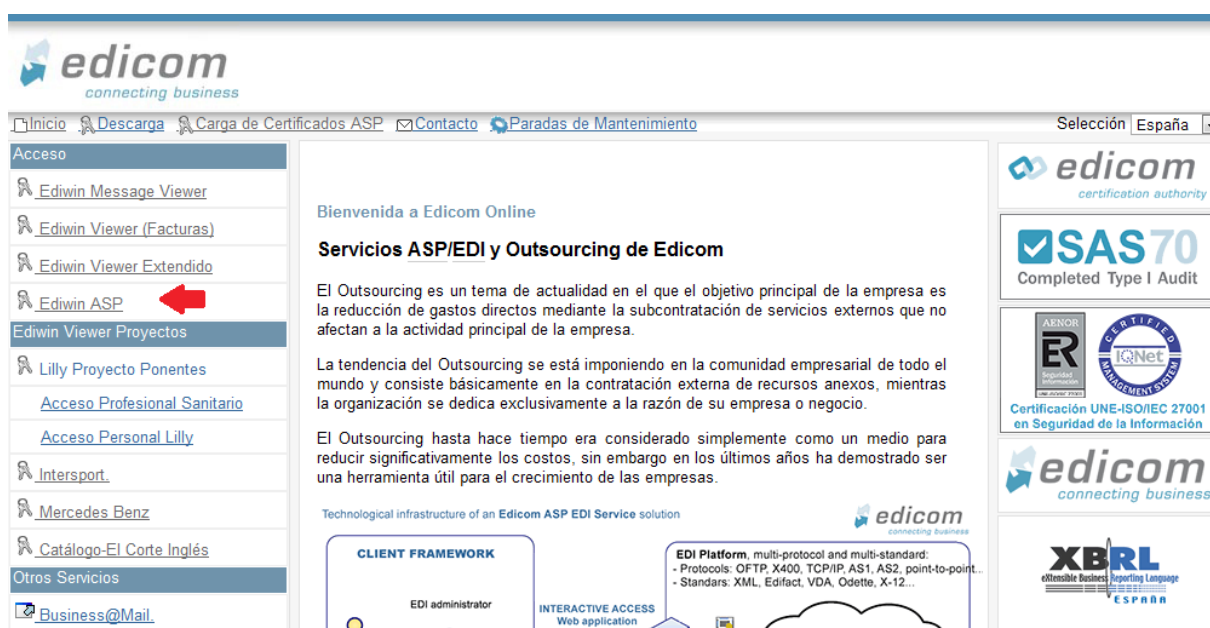 edicom
connecting business
Inicio Descarga Carga de Certificados ASP Contacto Paradas de Mantenimiento
Selección España
Acceso
Ediwin Message Viewer
Ediwin Viewer (Facturas)
Ediwin Viewer Extendido
Ediwin ASP
Ediwin Viewer Proyectos
Lilly Proyecto Ponentes
Acceso Profesional Sanitario
Acceso Personal Lilly
Intersport.
Mercedes Benz
Catálogo-El Corte Inglés
Otros Servicios
Business@Mail.
Bienvenida a Edicom Online
Servicios ASP/EDI y Outsourcing de Edicom
El Outsourcing es un tema de actualidad en el que el objetivo principal de la empresa es
la reducción de gastos directos mediante la subcontratación de servicios externos que no
afectan a la actividad principal de la empresa.
La tendencia del Outsourcing se está imponiendo en la comunidad empresarial de todo el
mundo y consiste básicamente en la contratación externa de recursos anexos, mientras
la organización se dedica exclusivamente a la razón de su empresa o negocio.
El Outsourcing hasta hace tiempo era considerado simplemente como un medio para
reducir significativamente los costos, sin embargo en los últimos años ha demostrado ser
una herramienta útil para el crecimiento de las empresas.
Technological infrastructure of an Edicom ASP EDI Service solution
edicom
connecting business
CLIENT FRAMEWORK
EDI administrator
INTERACTIVE ACCESS
Web application
EDI Platform, multi-protocol and multi-standard:
- Protocols: OFTP, X400, TCP/IP, AS1, AS2, point-to-point...
- Standars: XML, Edifact, VDA, Odette, X-12...
edicom
certification authority
SAS 70
Completed Type I Audit
AENOR
ER
Seguridad
Información
CERTIFIED
IQNet
MANAGEMENT SYSTEM
Certificación UNE-ISO/IEC 27001
en Seguridad de la Información
edicom
connecting business
XBRL
eXtensible Business Reporting Language
ESPAÑA